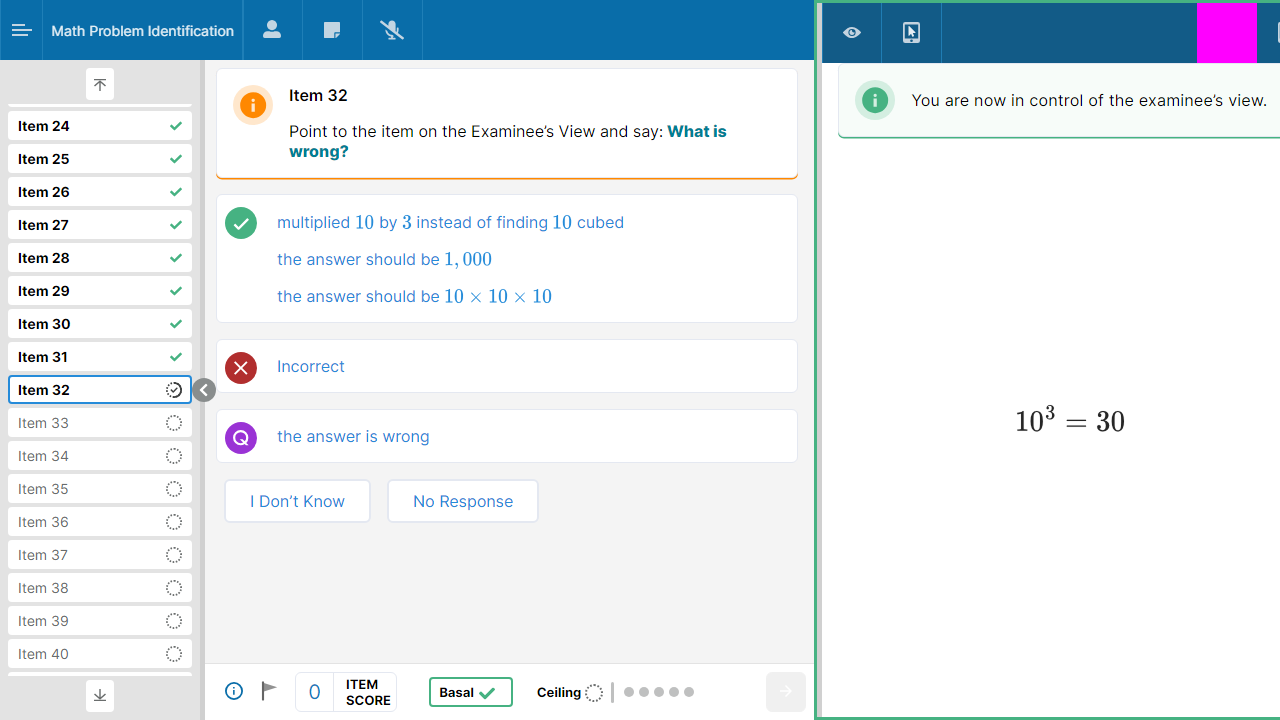 Math Problem Identification
Item 24
Item 25
Item 26
Item 27
Item 28
Item 29
Item 30
Item 31
Item 32
Item 33
Item 34
Item 35
Item 36
Item 37
Item 38
Item 39
Item 40
Item 32
Point to the item on the Examinee’s View and say: What is
wrong?
multiplied 10 by 3 instead of finding 10 cubed
the answer should be 1,000
the answer should be 10 × 10 × 10
Incorrect
Q the answer is wrong
I Don’t Know
No Response
0 ITEM
SCORE
Basal
Ceiling
You are now in control of the examinee’s view.
10³ = 30